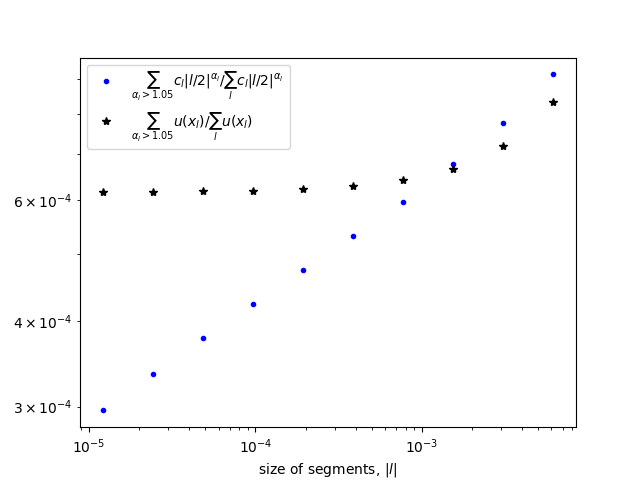 ∑_{α_l>1.05} c_l|l/2|^{α_l}/∑_l c_l|l/2|^{α_l}
∑_{α_l>1.05} u(x_l)/∑_l u(x_l)
6 × 10⁻⁴
4 × 10⁻⁴
3 × 10⁻⁴
10⁻⁵ 10⁻⁴ 10⁻³
size of segments, |l|